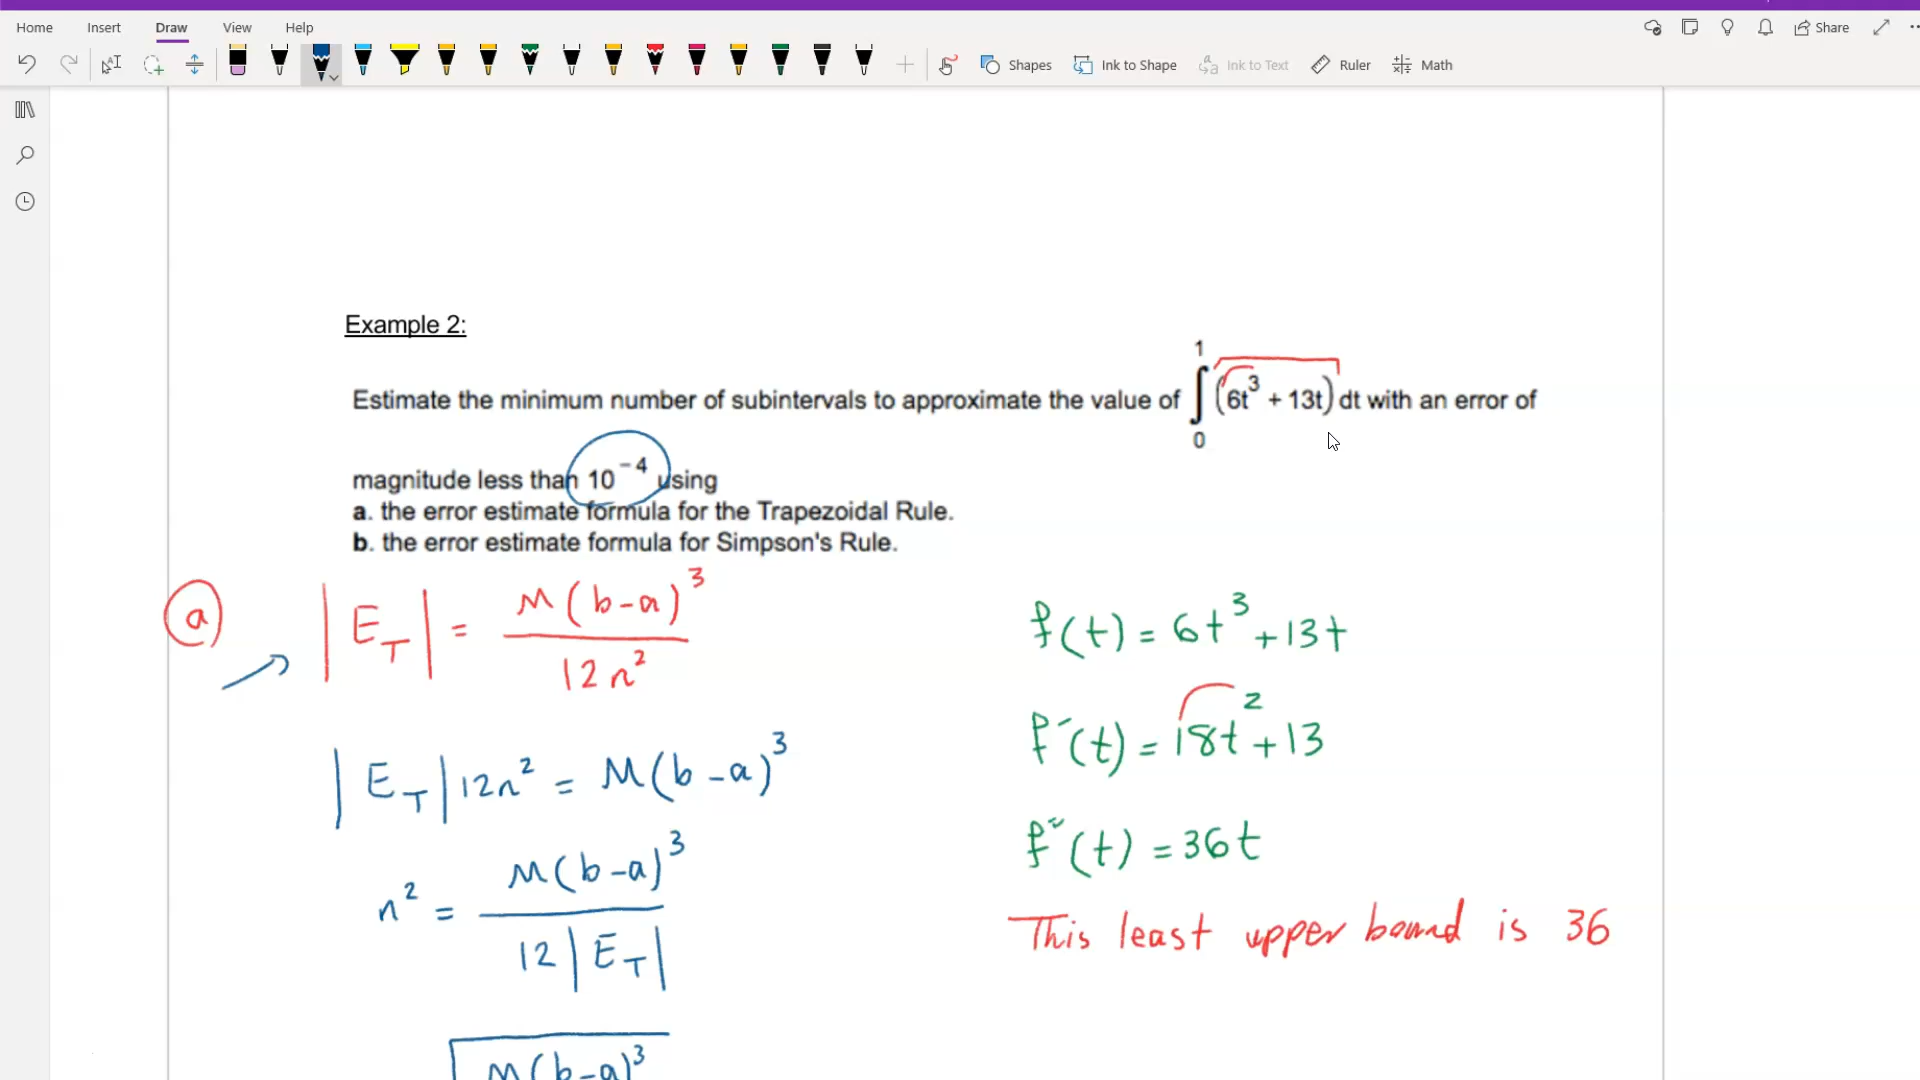 Home Insert Draw View Help Share
Shapes Ink to Shape Ink to Text Ruler Math
Example 2:
Estimate the minimum number of subintervals to approximate the value of ∫₀¹ (6t³ + 13t) dt with an error of
magnitude less than 10⁻⁴ using
a. the error estimate formula for the Trapezoidal Rule.
b. the error estimate formula for Simpson's Rule.
a
|E_T| = M(b-a)³ / 12n²
|E_T| 12n² = M(b-a)³
n² = M(b-a)³ / 12|E_T|
M(b-a)³
f(t) = 6t³ + 13t
f'(t) = 18t² + 13
f''(t) = 36t
This least upper bound is 36